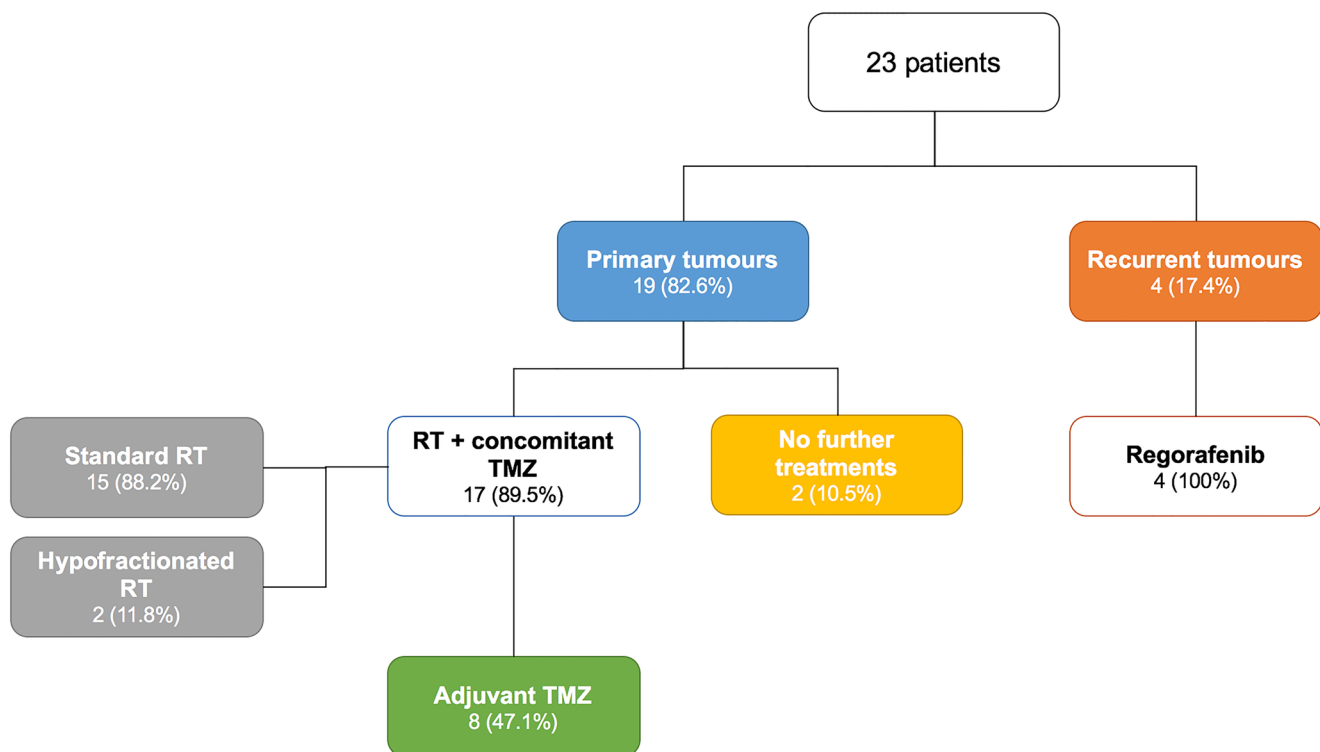 23 patients
Primary tumours
19 (82.6%)
Recurrent tumours
4 (17.4%)
Standard RT
15 (88.2%)
RT + concomitant
TMZ
17 (89.5%)
No further
treatments
2 (10.5%)
Regorafenib
4 (100%)
Hypofractionated
RT
2 (11.8%)
Adjuvant TMZ
8 (47.1%)